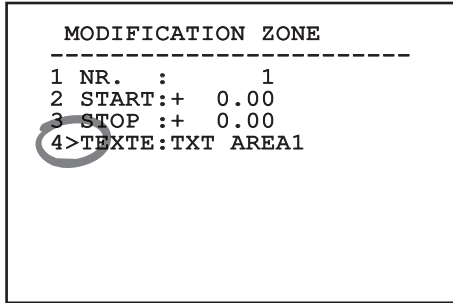 MODIFICATION ZONE
--------------------------
1 NR.  :      1
2 START:+  0.00
3 STOP :+  0.00
4>TEXTE:TXT AREA1